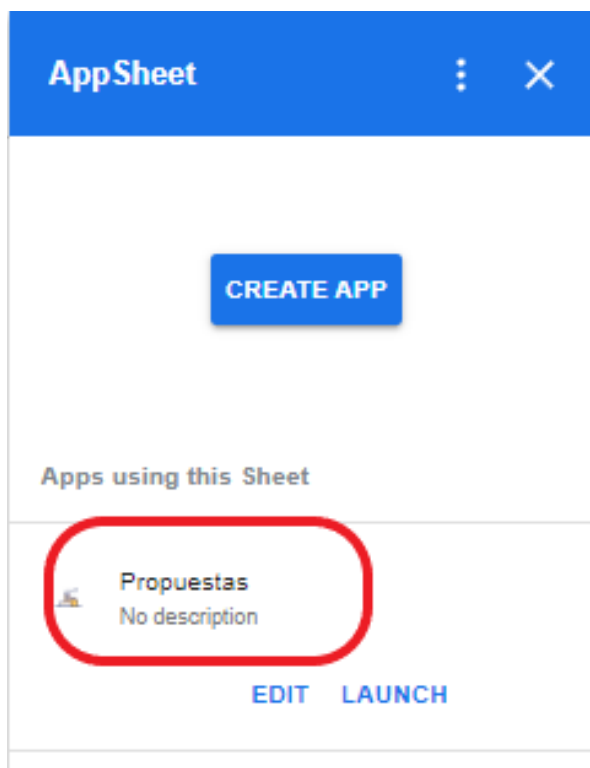 AppSheet
CREATE APP
Apps using this Sheet
Propuestas
No description
EDIT LAUNCH